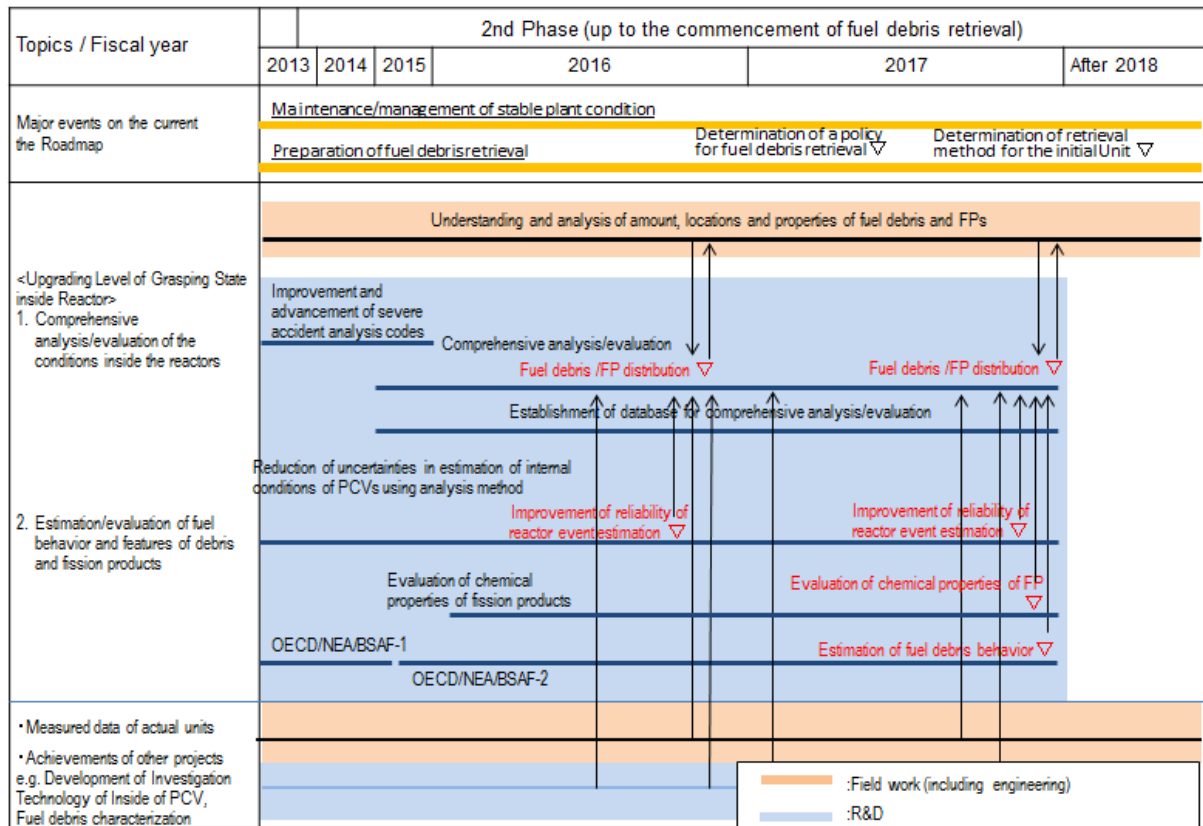 Topics / Fiscal year
2nd Phase (up to the commencement of fuel debris retrieval)
2013
2014
2015
2016
2017
After 2018
Major events on the current
the Roadmap
Maintenance/management of stable plant condition
Preparation of fuel debris retrieval
Determination of a policy
for fuel debris retrieval ▽
Determination of retrieval
method for the initial Unit ▽
Understanding and analysis of amount, locations and properties of fuel debris and FPs
<Upgrading Level of Grasping State
inside Reactor>
1. Comprehensive
analysis/evaluation of the
conditions inside the reactors
Improvement and
advancement of severe
accident analysis codes
Comprehensive analysis/evaluation
Fuel debris /FP distribution ▽
Fuel debris /FP distribution ▽
Establishment of database for comprehensive analysis/evaluation
Reduction of uncertainties in estimation of internal
conditions of PCVs using analysis method
2. Estimation/evaluation of fuel
behavior and features of debris
and fission products
Improvement of reliability of
reactor event estimation ▽
Improvement of reliability of
reactor event estimation ▽
Evaluation of chemical
properties of fission products
Evaluation of chemical properties of FP
▽
OECD/NEA/BSAF-1
Estimation of fuel debris behavior ▽
OECD/NEA/BSAF-2
・Measured data of actual units
・Achievements of other projects
e.g. Development of Investigation
Technology of Inside of PCV,
Fuel debris characterization
:Field work (including engineering)
:R&D